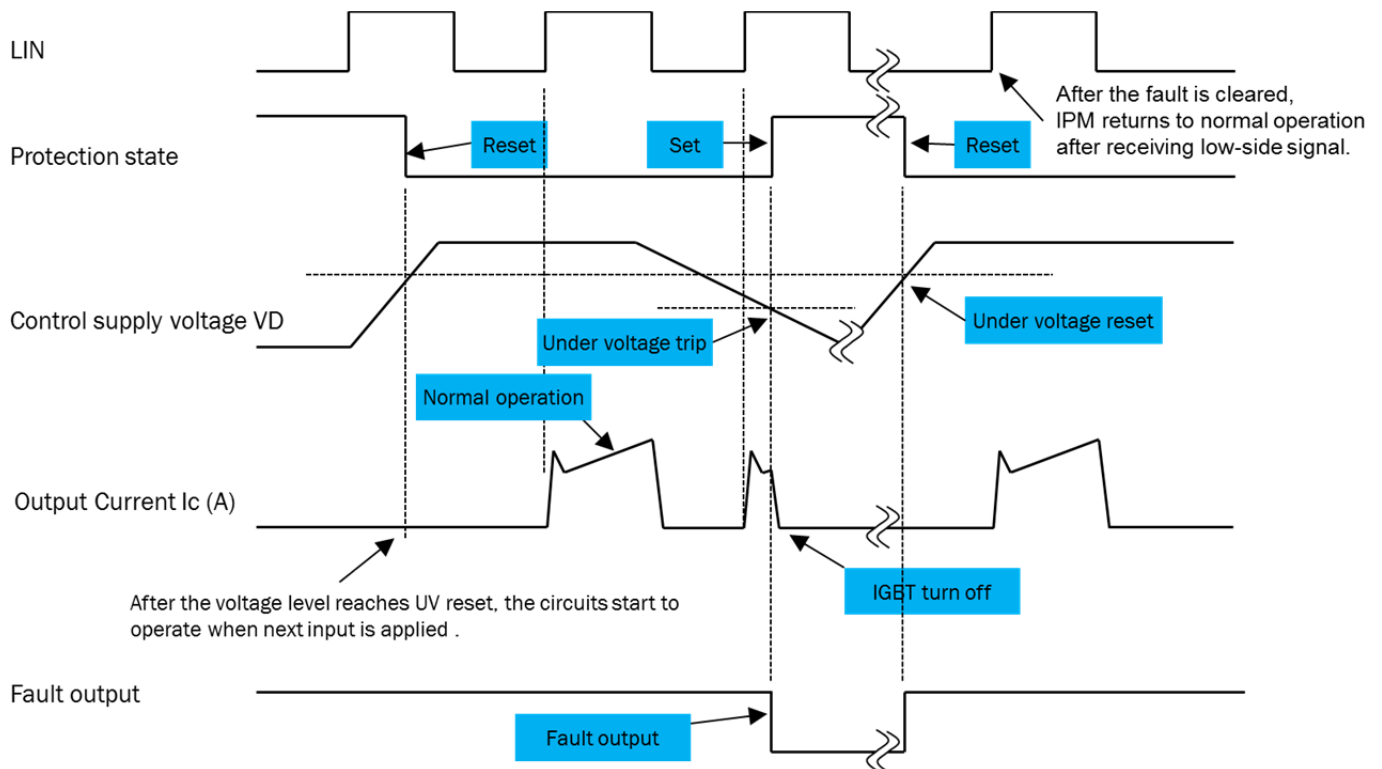 LIN
After the fault is cleared,
IPM returns to normal operation
after receiving low-side signal.
Protection state
Reset
Set
Reset
Control supply voltage VD
Under voltage trip
Under voltage reset
Normal operation
Output Current Ic (A)
IGBT turn off
After the voltage level reaches UV reset, the circuits start to
operate when next input is applied .
Fault output
Fault output